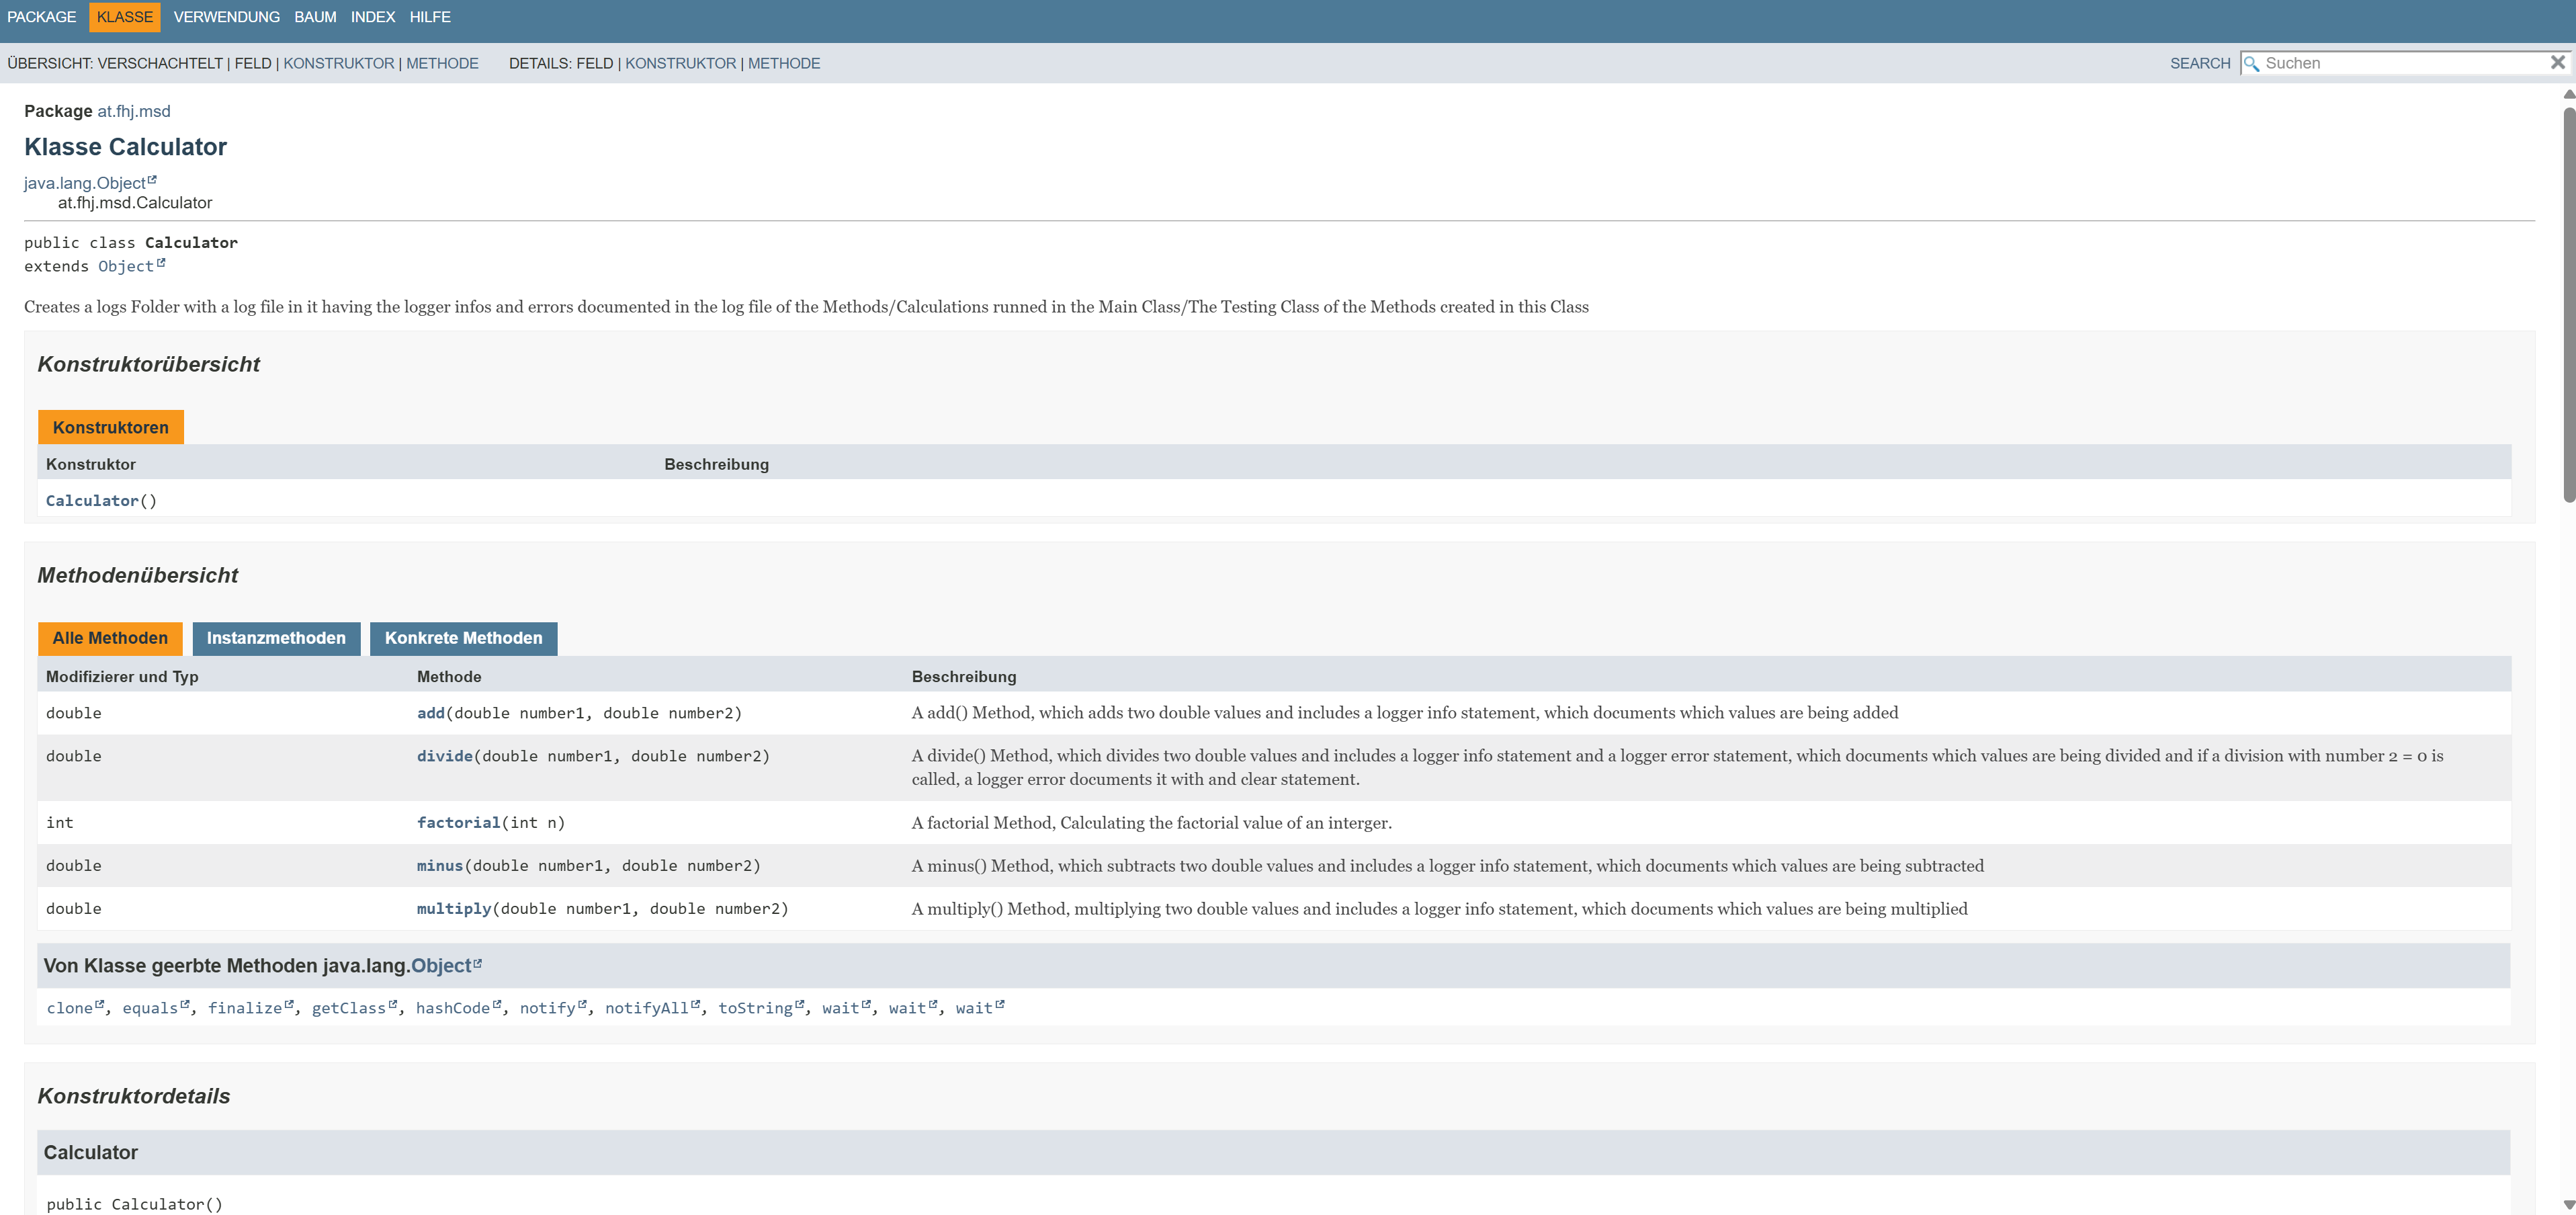 PACKAGE KLASSE VERWENDUNG BAUM INDEX HILFE
ÜBERSICHT: VERSCHACHTELT | FELD | KONSTRUKTOR | METHODE DETAILS: FELD | KONSTRUKTOR | METHODE SEARCH Suchen
Package at.fhj.msd
Klasse Calculator
java.lang.Object
at.fhj.msd.Calculator
public class Calculator
extends Object
Creates a logs Folder with a log file in it having the logger infos and errors documented in the log file of the Methods/Calculations runned in the Main Class/The Testing Class of the Methods created in this Class
Konstruktorübersicht
Konstruktoren
Konstruktor Beschreibung
Calculator()
Methodenübersicht
Alle Methoden Instanzmethoden Konkrete Methoden
Modifizierer und Typ Methode Beschreibung
double add(double number1, double number2) A add() Method, which adds two double values and includes a logger info statement, which documents which values are being added
double divide(double number1, double number2) A divide() Method, which divides two double values and includes a logger info statement and a logger error statement, which documents which values are being divided and if a division with number 2 = 0 is
called, a logger error documents it with and clear statement.
int factorial(int n) A factorial Method, Calculating the factorial value of an interger.
double minus(double number1, double number2) A minus() Method, which subtracts two double values and includes a logger info statement, which documents which values are being subtracted
double multiply(double number1, double number2) A multiply() Method, multiplying two double values and includes a logger info statement, which documents which values are being multiplied
Von Klasse geerbte Methoden java.lang.Object
clone, equals, finalize, getClass, hashCode, notify, notifyAll, toString, wait, wait, wait
Konstruktordetails
Calculator
public Calculator()